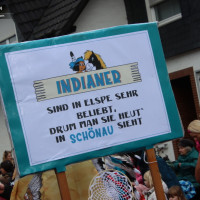 INDIANER
SIND IN ELSPE SEHR
BELIEBT,
DRUM MAN SIE HEUT'
IN SCHÖNAU SIEHT